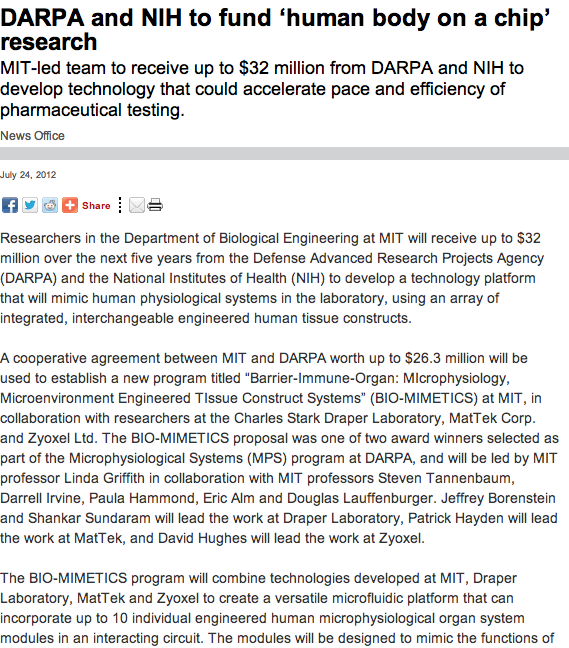 DARPA and NIH to fund ‘human body on a chip’
research
MIT-led team to receive up to $32 million from DARPA and NIH to
develop technology that could accelerate pace and efficiency of
pharmaceutical testing.
News Office
July 24, 2012
Share
Researchers in the Department of Biological Engineering at MIT will receive up to $32
million over the next five years from the Defense Advanced Research Projects Agency
(DARPA) and the National Institutes of Health (NIH) to develop a technology platform
that will mimic human physiological systems in the laboratory, using an array of
integrated, interchangeable engineered human tissue constructs.
A cooperative agreement between MIT and DARPA worth up to $26.3 million will be
used to establish a new program titled “Barrier-Immune-Organ: MIcrophysiology,
Microenvironment Engineered TIssue Construct Systems” (BIO-MIMETICS) at MIT, in
collaboration with researchers at the Charles Stark Draper Laboratory, MatTek Corp.
and Zyoxel Ltd. The BIO-MIMETICS proposal was one of two award winners selected as
part of the Microphysiological Systems (MPS) program at DARPA, and will be led by MIT
professor Linda Griffith in collaboration with MIT professors Steven Tannenbaum,
Darrell Irvine, Paula Hammond, Eric Alm and Douglas Lauffenburger. Jeffrey Borenstein
and Shankar Sundaram will lead the work at Draper Laboratory, Patrick Hayden will lead
the work at MatTek, and David Hughes will lead the work at Zyoxel.
The BIO-MIMETICS program will combine technologies developed at MIT, Draper
Laboratory, MatTek and Zyoxel to create a versatile microfluidic platform that can
incorporate up to 10 individual engineered human microphysiological organ system
modules in an interacting circuit. The modules will be designed to mimic the functions of